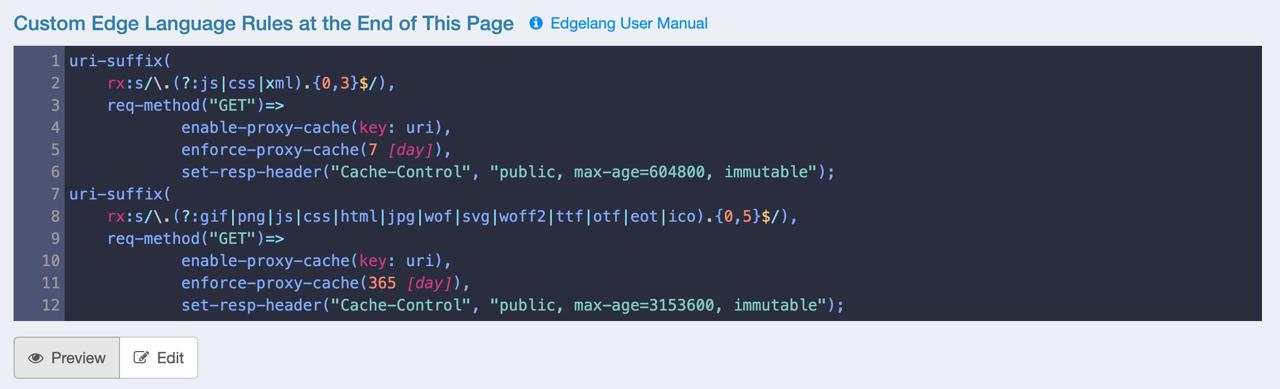 Custom Edge Language Rules at the End of This Page Edgelang User Manual
1 uri-suffix(
2 rx:s/\.(?:js|css|xml).{0,3}$/),
3 req-method("GET")=>
4 enable-proxy-cache(key: uri),
5 enforce-proxy-cache(7 [day]),
6 set-resp-header("Cache-Control", "public, max-age=604800, immutable");
7 uri-suffix(
8 rx:s/\.(?:gif|png|js|css|html|jpg|wof|svg|woff2|ttf|otf|eot|ico).{0,5}$/),
9 req-method("GET")=>
10 enable-proxy-cache(key: uri),
11 enforce-proxy-cache(365 [day]),
12 set-resp-header("Cache-Control", "public, max-age=3153600, immutable");
Preview Edit